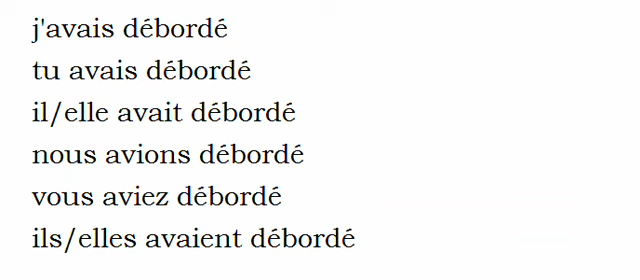 j'avais débordé
tu avais débordé
il/elle avait débordé
nous avions débordé
vous aviez débordé
ils/elles avaient débordé